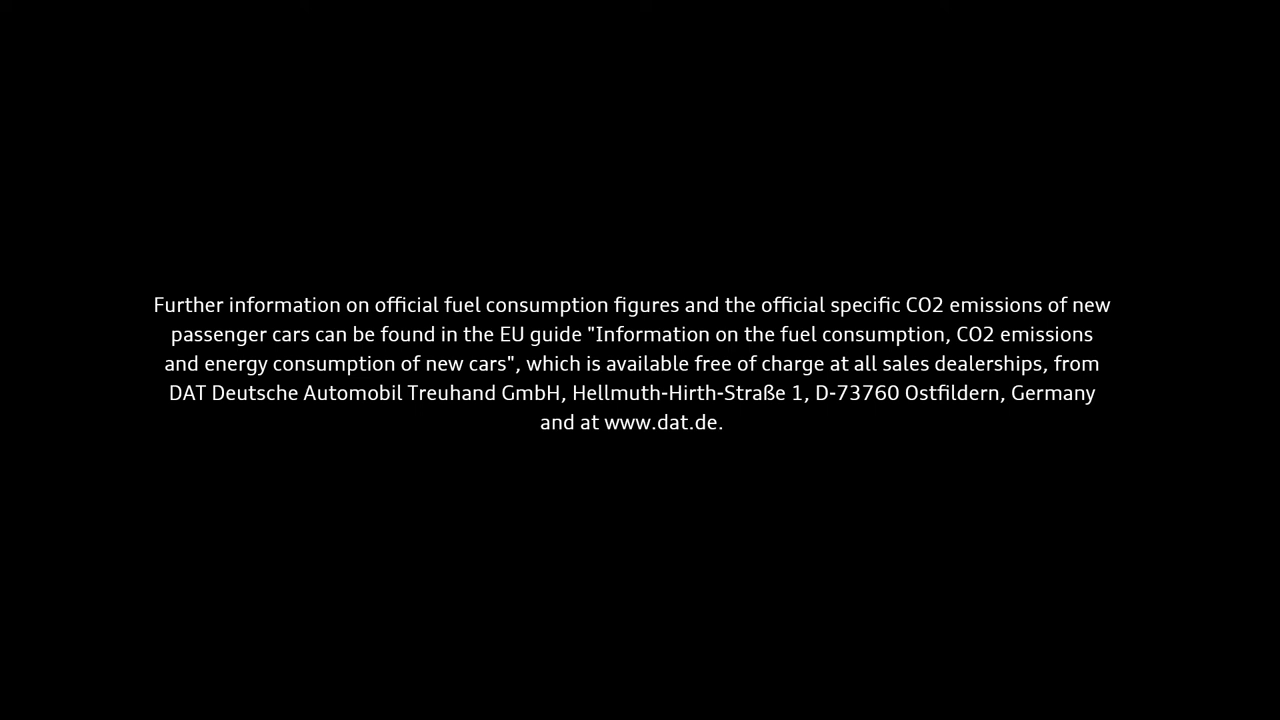 Further information on official fuel consumption figures and the official specific CO2 emissions of new
passenger cars can be found in the EU guide "Information on the fuel consumption, CO2 emissions
and energy consumption of new cars", which is available free of charge at all sales dealerships, from
DAT Deutsche Automobil Treuhand GmbH, Hellmuth-Hirth-Straße 1, D-73760 Ostfildern, Germany
and at www.dat.de.